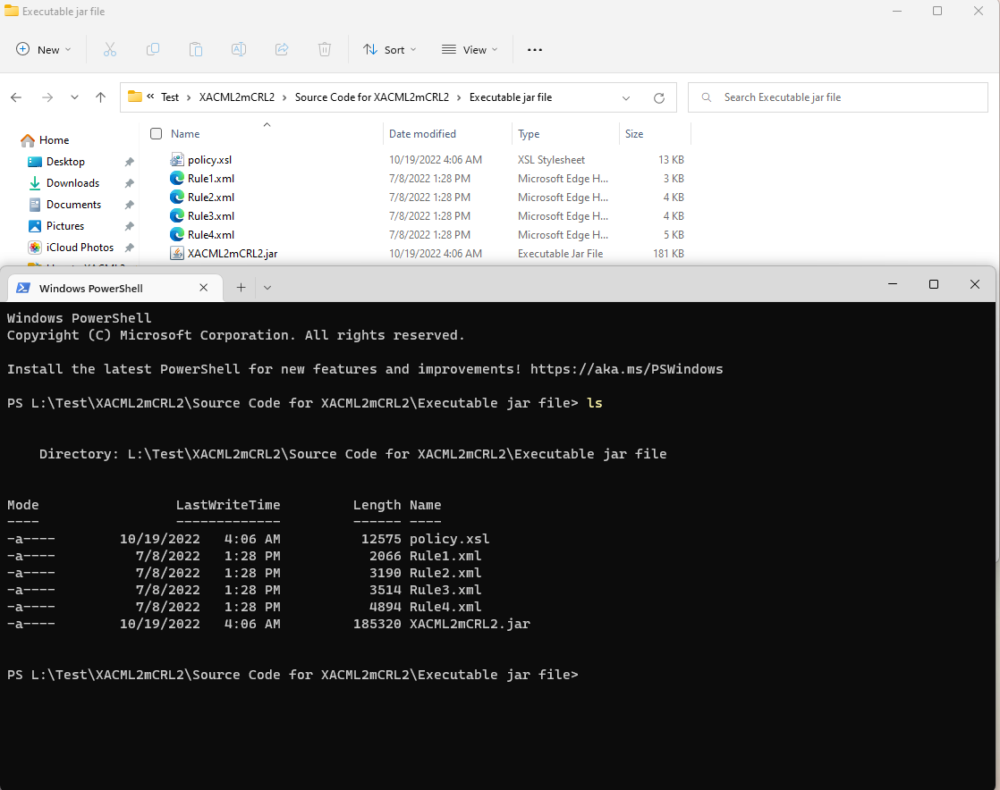 Executable jar file
New
Sort
View
« Test > XACML2mCRL2 > Source Code for XACML2mCRL2 > Executable jar file
Search Executable jar file
Name Date modified Type Size
Home
Desktop
Downloads
Documents
Pictures
iCloud Photos
policy.xsl 10/19/2022 4:06 AM XSL Stylesheet 13 KB
Rule1.xml 7/8/2022 1:28 PM Microsoft Edge H... 3 KB
Rule2.xml 7/8/2022 1:28 PM Microsoft Edge H... 4 KB
Rule3.xml 7/8/2022 1:28 PM Microsoft Edge H... 4 KB
Rule4.xml 7/8/2022 1:28 PM Microsoft Edge H... 5 KB
XACML2mCRL2.jar 10/19/2022 4:06 AM Executable Jar File 181 KB
Windows PowerShell
Windows PowerShell
Copyright (C) Microsoft Corporation. All rights reserved.
Install the latest PowerShell for new features and improvements! https://aka.ms/PSWindows
PS L:\Test\XACML2mCRL2\Source Code for XACML2mCRL2\Executable jar file> ls
Directory: L:\Test\XACML2mCRL2\Source Code for XACML2mCRL2\Executable jar file
Mode LastWriteTime Length Name
---- ------------- ------ ----
-a---- 10/19/2022 4:06 AM 12575 policy.xsl
-a---- 7/8/2022 1:28 PM 2066 Rule1.xml
-a---- 7/8/2022 1:28 PM 3190 Rule2.xml
-a---- 7/8/2022 1:28 PM 3514 Rule3.xml
-a---- 7/8/2022 1:28 PM 4894 Rule4.xml
-a---- 10/19/2022 4:06 AM 185320 XACML2mCRL2.jar
PS L:\Test\XACML2mCRL2\Source Code for XACML2mCRL2\Executable jar file>